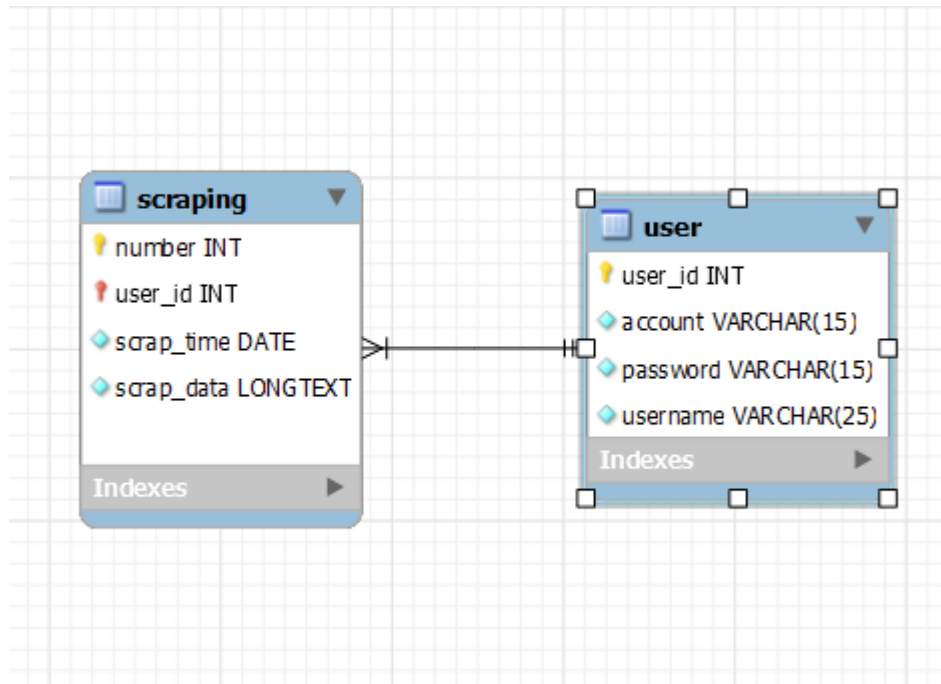 scraping
number INT
user_id INT
scrap_time DATE
scrap_data LONGTEXT
Indexes
user
user_id INT
account VARCHAR(15)
password VARCHAR(15)
username VARCHAR(25)
Indexes